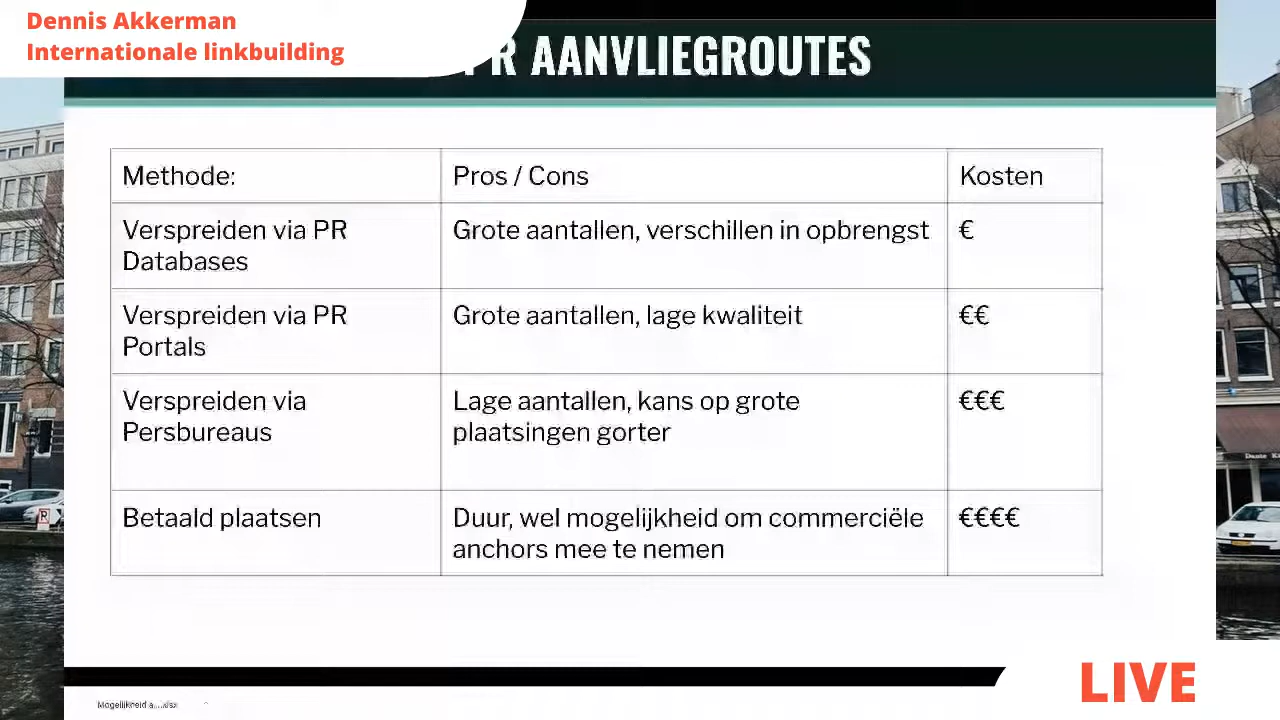 Dennis Akkerman
Internationale linkbuilding
PR AANVLIEGROUTES
Methode:
Pros / Cons
Kosten
Verspreiden via PR
Databases
Grote aantallen, verschillen in opbrengst
€
Verspreiden via PR
Portals
Grote aantallen, lage kwaliteit
€€
Verspreiden via
Persbureaus
Lage aantallen, kans op grote
plaatsingen gorter
€€€
Betaald plaatsen
Duur, wel mogelijkheid om commerciële
anchors mee te nemen
€€€€
LIVE